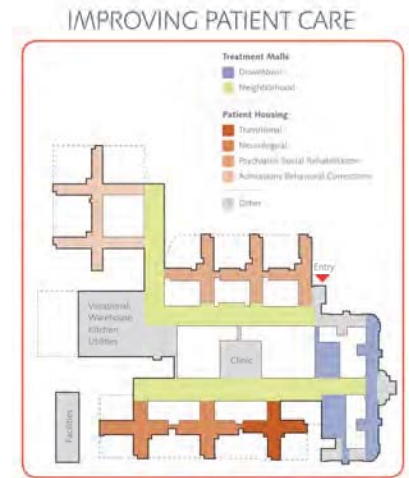 IMPROVING PATIENT CARE
Treatment Malls
Downtown
Neighborhood
Patient Housing
Transitional
Neurological
Psychiatric Social Rehabilitation
Admissions Behavioral Corrections
Other
Entry
Vocational
Warehouse
Kitchen
Utilities
Clinic
Facilities